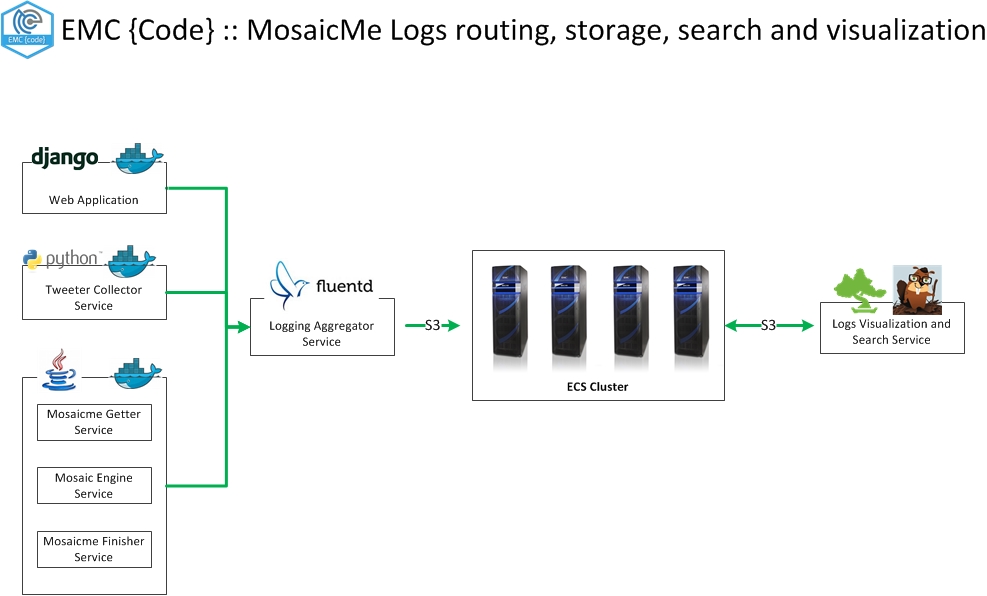 EMC {code}
EMC {Code} :: MosaicMe Logs routing, storage, search and visualization
django
Web Application
python
Tweeter Collector
Service
fluentd
Logging Aggregator
Service
S3
ECS Cluster
S3
Logs Visualization and
Search Service
Java
Mosaicme Getter
Service
Mosaic Engine
Service
Mosaicme Finisher
Service